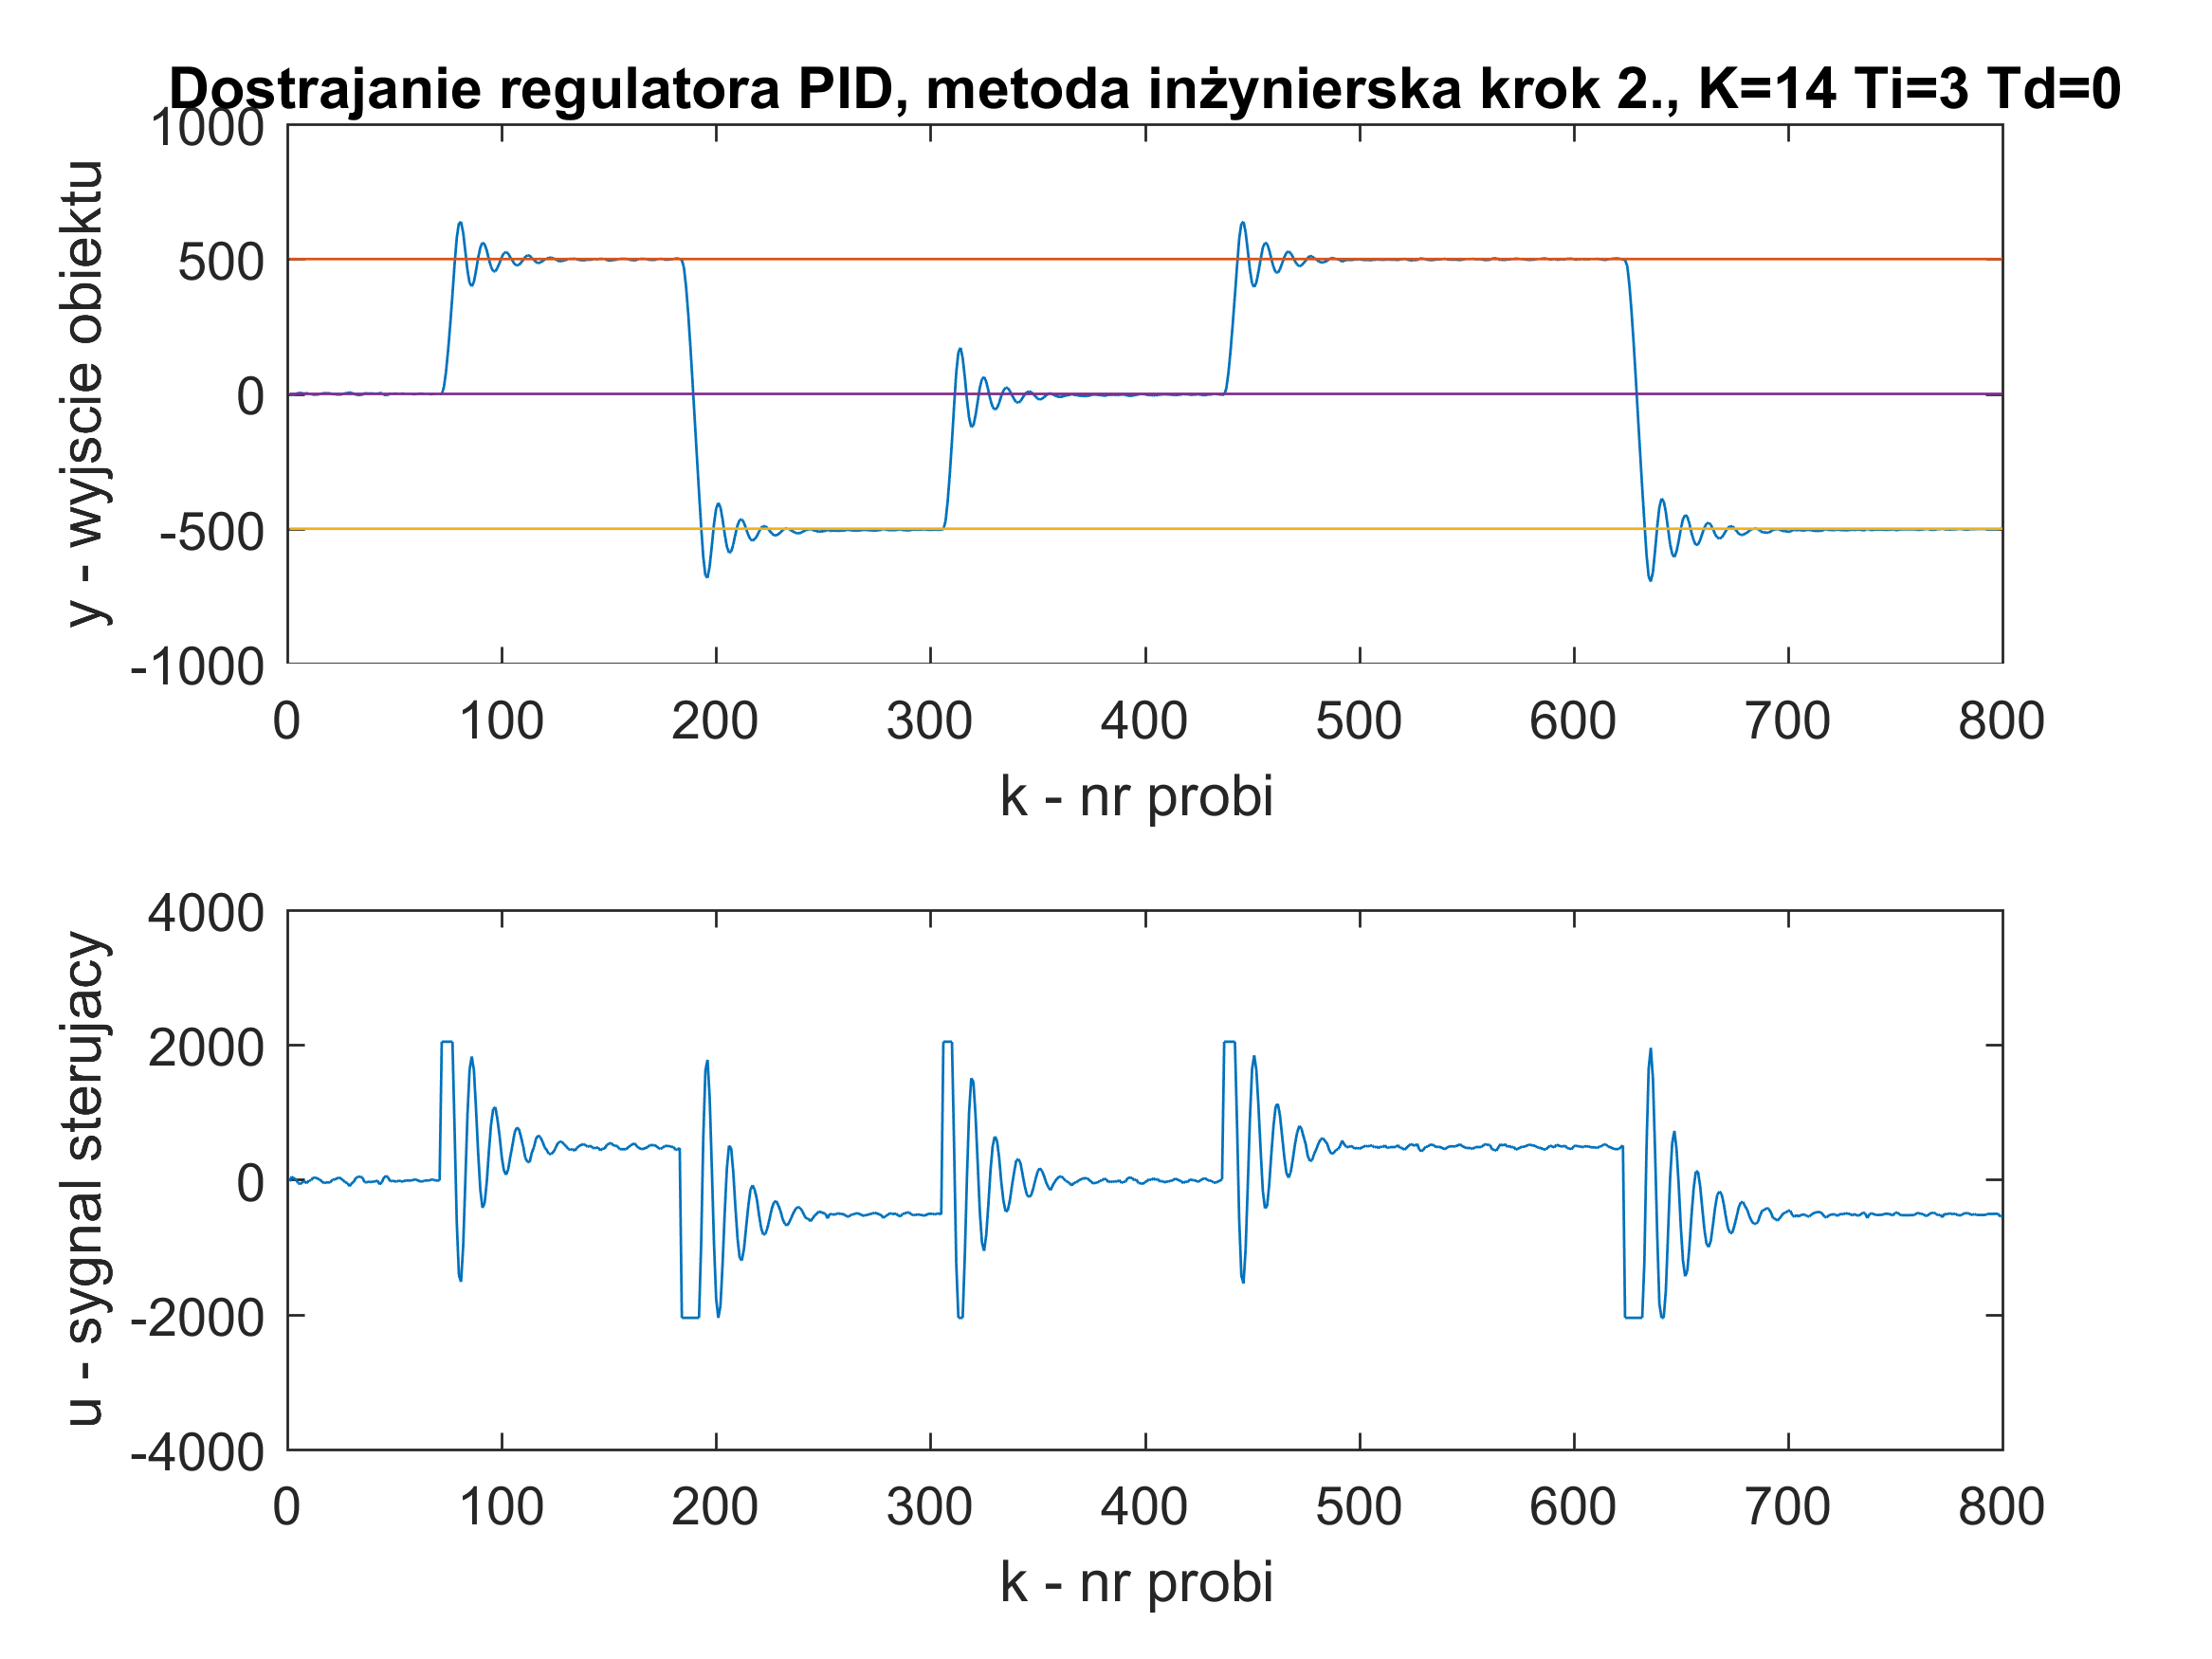 Dostrajanie regulatora PID, metoda inżynierska krok 2., K=14 Ti=3 Td=0
1000
500
0
-500
-1000
y - wyjscie obiektu
0 100 200 300 400 500 600 700 800
k - nr probi
4000
2000
0
-2000
-4000
u - sygnal sterujacy
0 100 200 300 400 500 600 700 800
k - nr probi